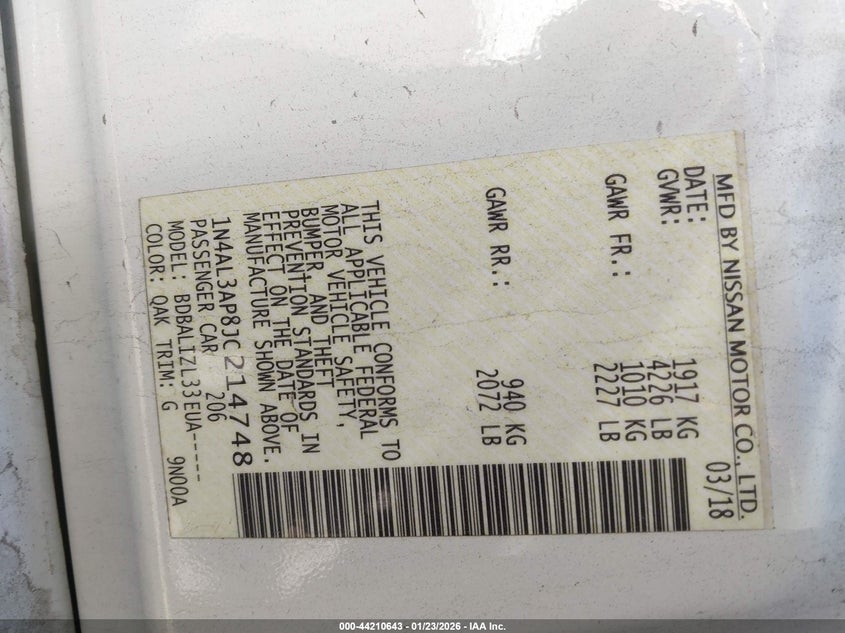 MFD BY NISSAN MOTOR CO., LTD.
DATE: 03/18
GVWR: 1917 KG
4226 LB
GAWR FR.: 1010 KG
2227 LB
GAWR RR.: 940 KG
2072 LB
THIS VEHICLE CONFORMS TO
ALL APPLICABLE FEDERAL
MOTOR VEHICLE SAFETY,
BUMPER, AND THEFT
PREVENTION STANDARDS IN
EFFECT ON THE DATE OF
MANUFACTURE SHOWN ABOVE.
1N4AL3AP8JC214748
PASSENGER CAR 206
MODEL: BDBALIZL33EUA-----
COLOR: QAK TRIM: G 9N00A
000-44210643 - 01/23/2026 - IAA Inc.